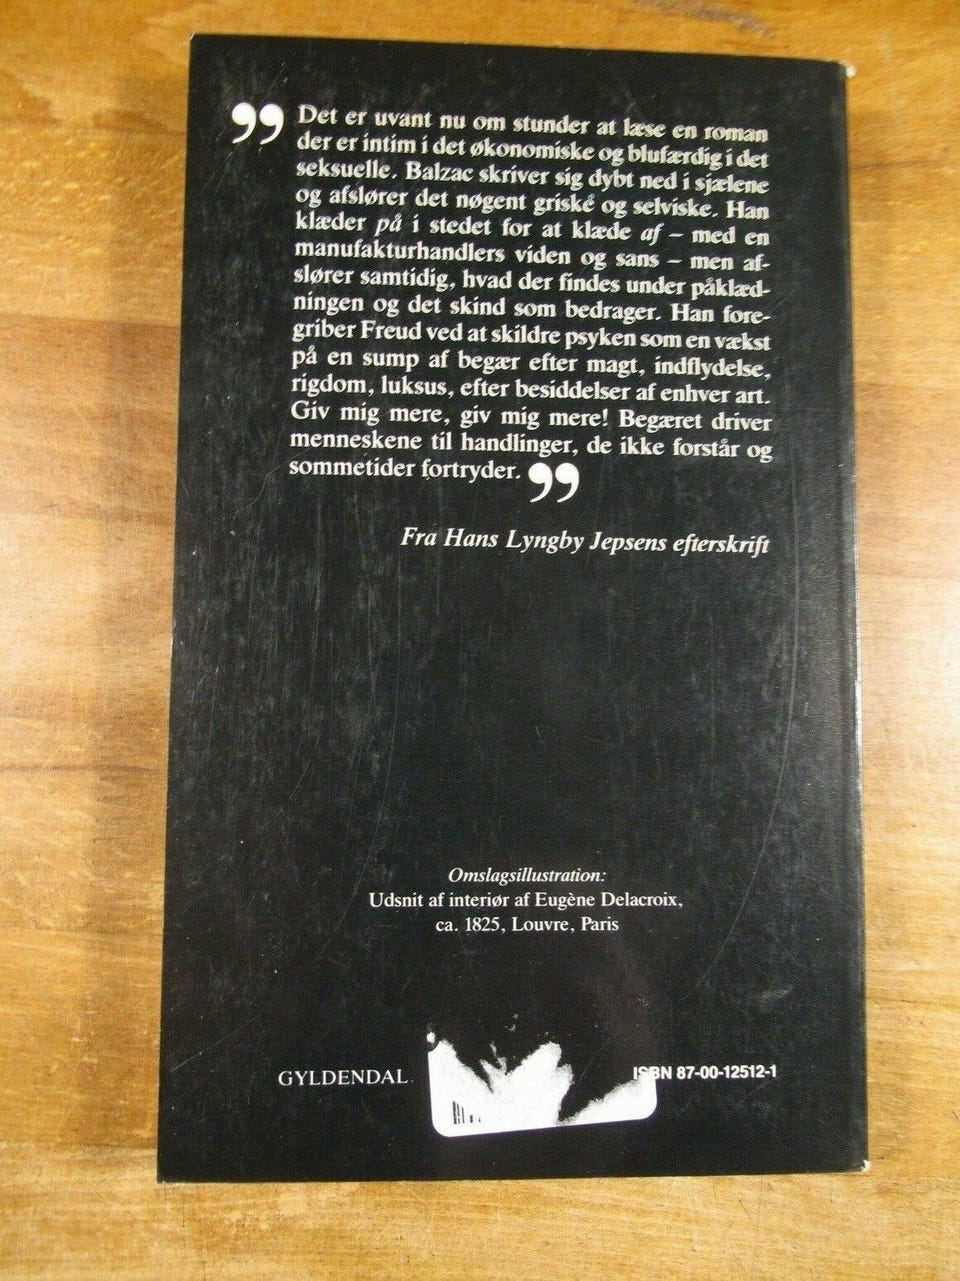 ” Det er uvant nu om stunder at læse en roman
der er intim i det økonomiske og blufærdig i det
seksuelle. Balzac skriver sig dybt ned i sjælene
og afslører det nøgent griske og selviske. Han
klæder på i stedet for at klæde af – med en
manufakturhandlers viden og sans – men af-
slører samtidig, hvad der findes under påklæd-
ningen og det skind som bedrager. Han fore-
griber Freud ved at skildre psyken som en vækst
på en sump af begær efter magt, indflydelse,
rigdom, luksus, efter besiddelser af enhver art.
Giv mig mere, giv mig mere! Begæret driver
menneskene til handlinger, de ikke forstår og
sommetider fortryder. ”
Fra Hans Lyngby Jepsens efterskrift
Omslagsillustration:
Udsnit af interiør af Eugène Delacroix,
ca. 1825, Louvre, Paris
GYLDENDAL
ISBN 87-00-12512-1